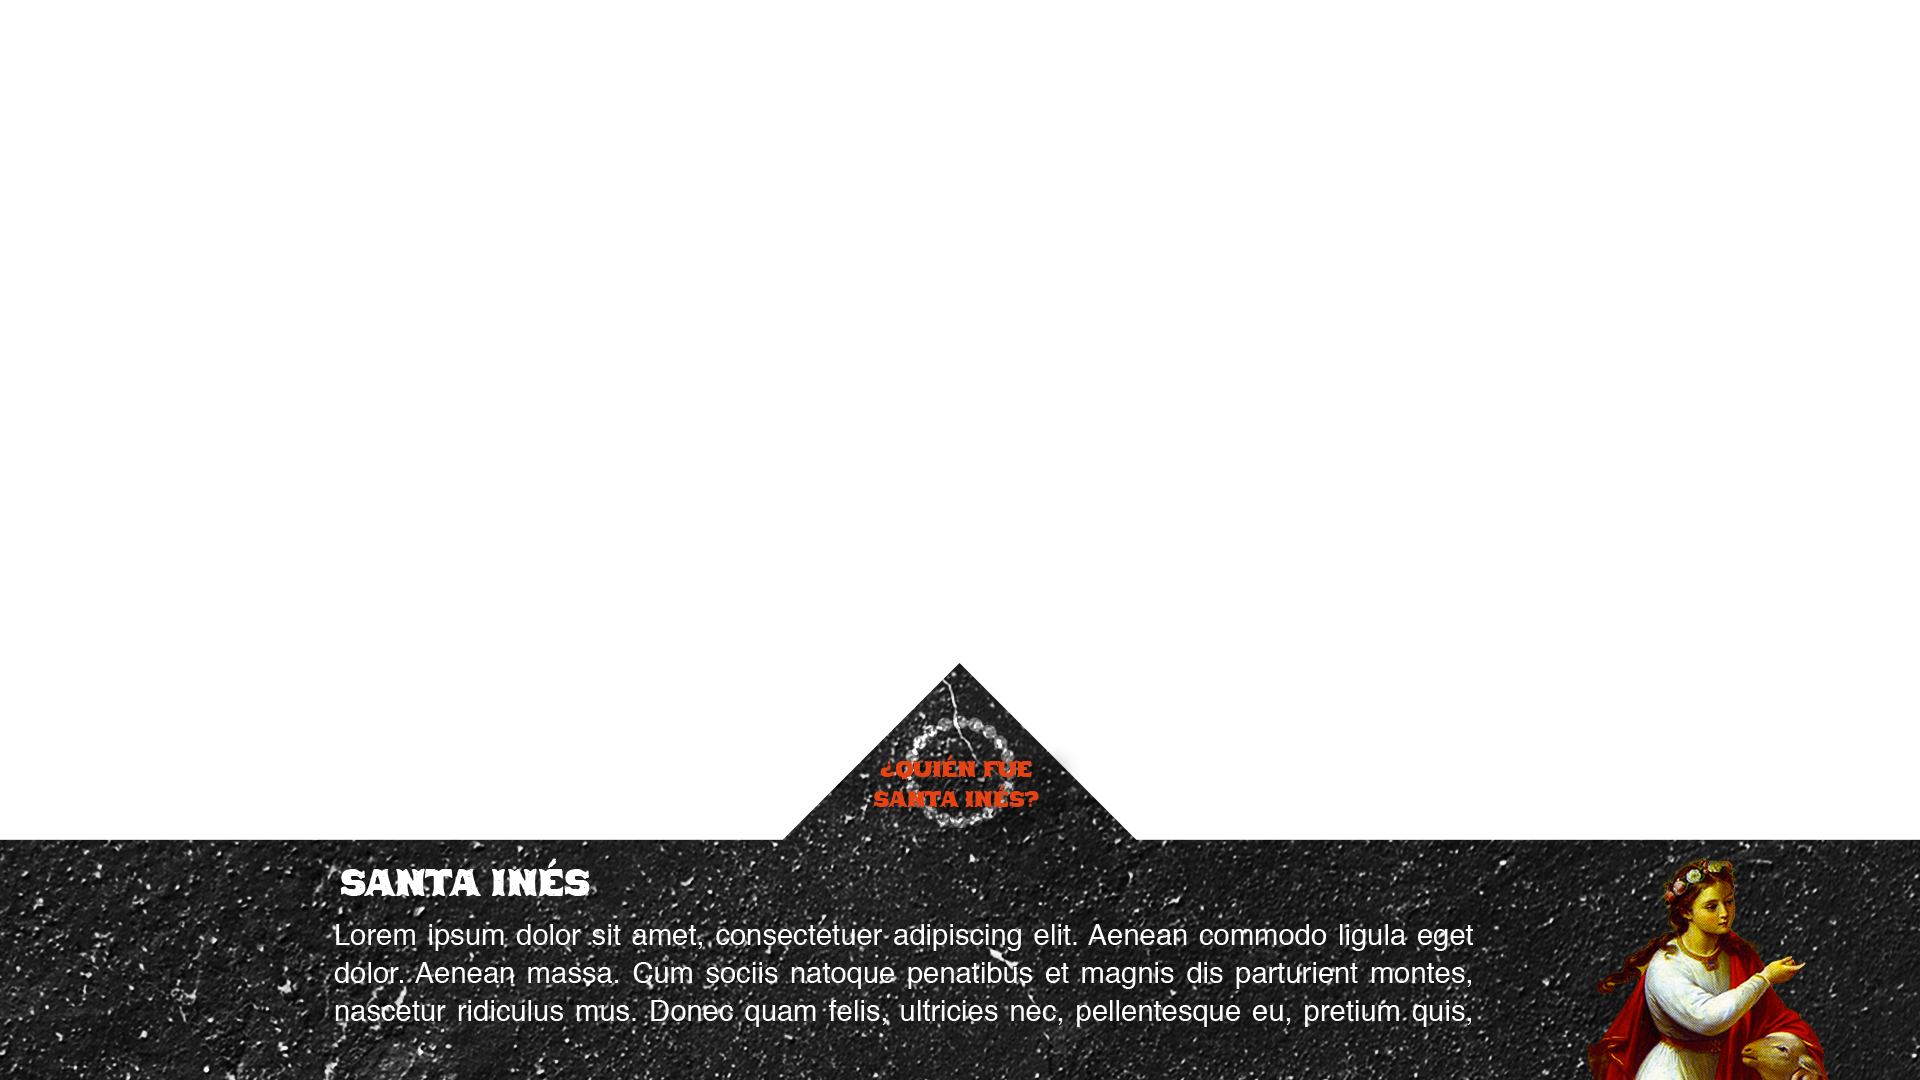 ¿QUIÉN FUE
SANTA INÉS?
SANTA INÉS
Lorem ipsum dolor sit amet, consectetuer adipiscing elit. Aenean commodo ligula eget
dolor. Aenean massa. Cum sociis natoque penatibus et magnis dis parturient montes,
nascetur ridiculus mus. Donec quam felis, ultricies nec, pellentesque eu, pretium quis,